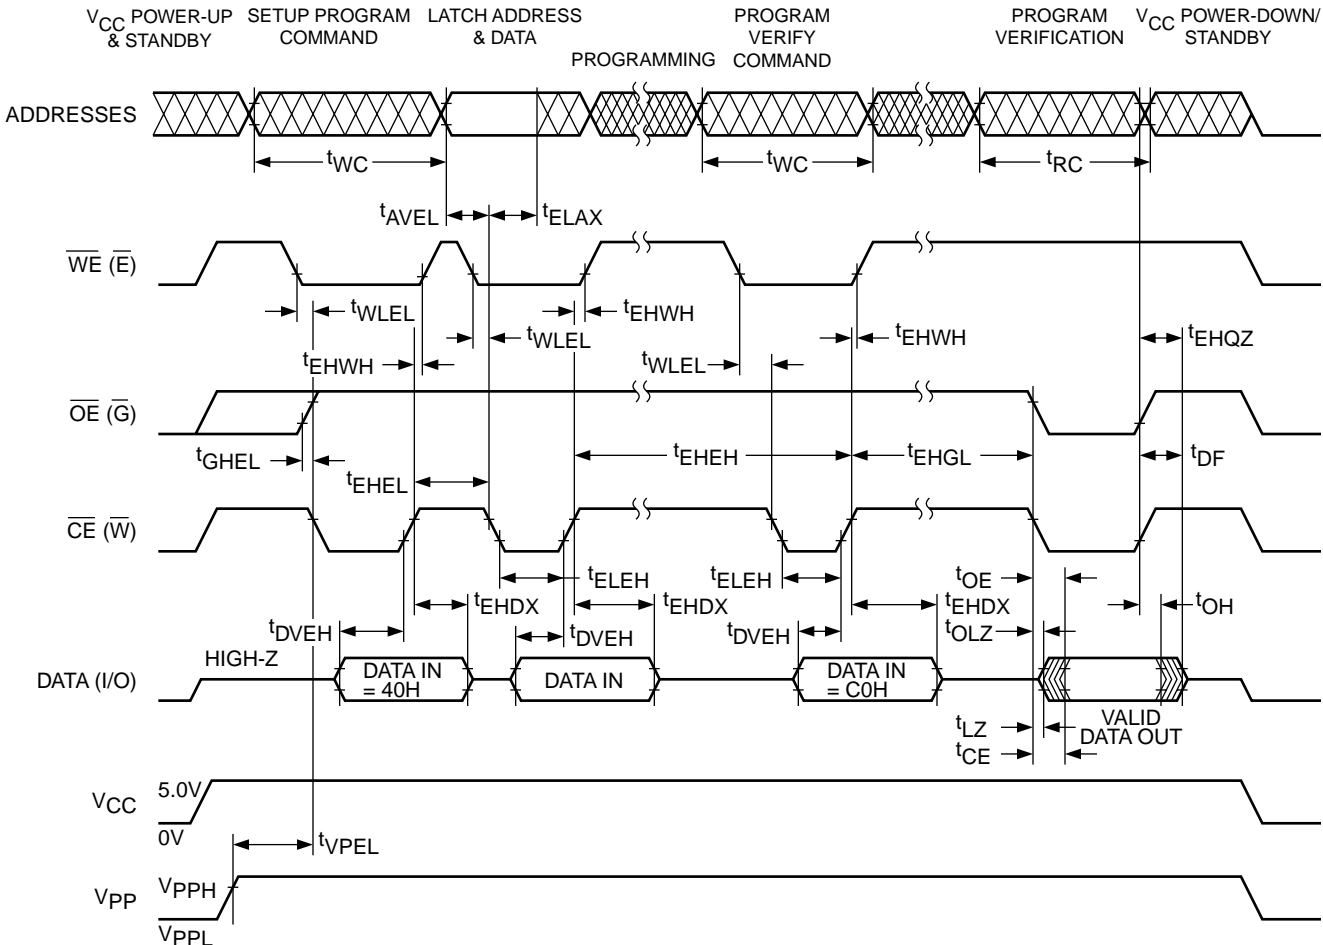 VCC POWER-UP & STANDBY
SETUP PROGRAM COMMAND
LATCH ADDRESS & DATA
PROGRAMMING
PROGRAM VERIFY COMMAND
PROGRAM VERIFICATION
VCC POWER-DOWN/ STANDBY
ADDRESSES
tWC
tWC
tRC
tAVEL
tELAX
WE (E)
tWLEL
tEHWH
tWLEL
tEHWH
tWLEL
tEHWH
tEHQZ
OE (G)
tGHEL
tEHEL
tEHEH
tEHGL
tDF
CE (W)
tELEH
tELEH
tOE
tEHDX
tEHDX
tEHDX
tOH
tDVEH
tDVEH
tDVEH
tOLZ
HIGH-Z
DATA (I/O)
DATA IN = 40H
DATA IN
DATA IN = C0H
VALID DATA OUT
tLZ
tCE
VCC
5.0V
0V
tVPEL
VPP
VPPH
VPPL